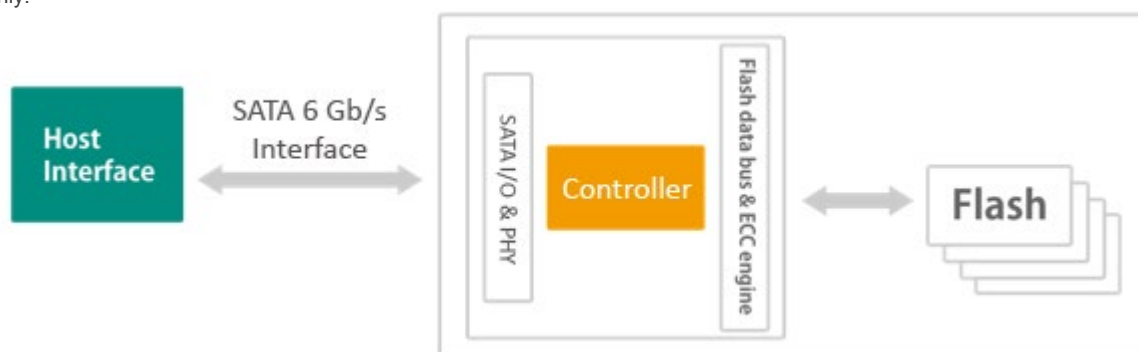 Host
Interface
SATA 6 Gb/s
Interface
SATA I/O & PHY
Controller
Flash data bus & ECC engine
Flash